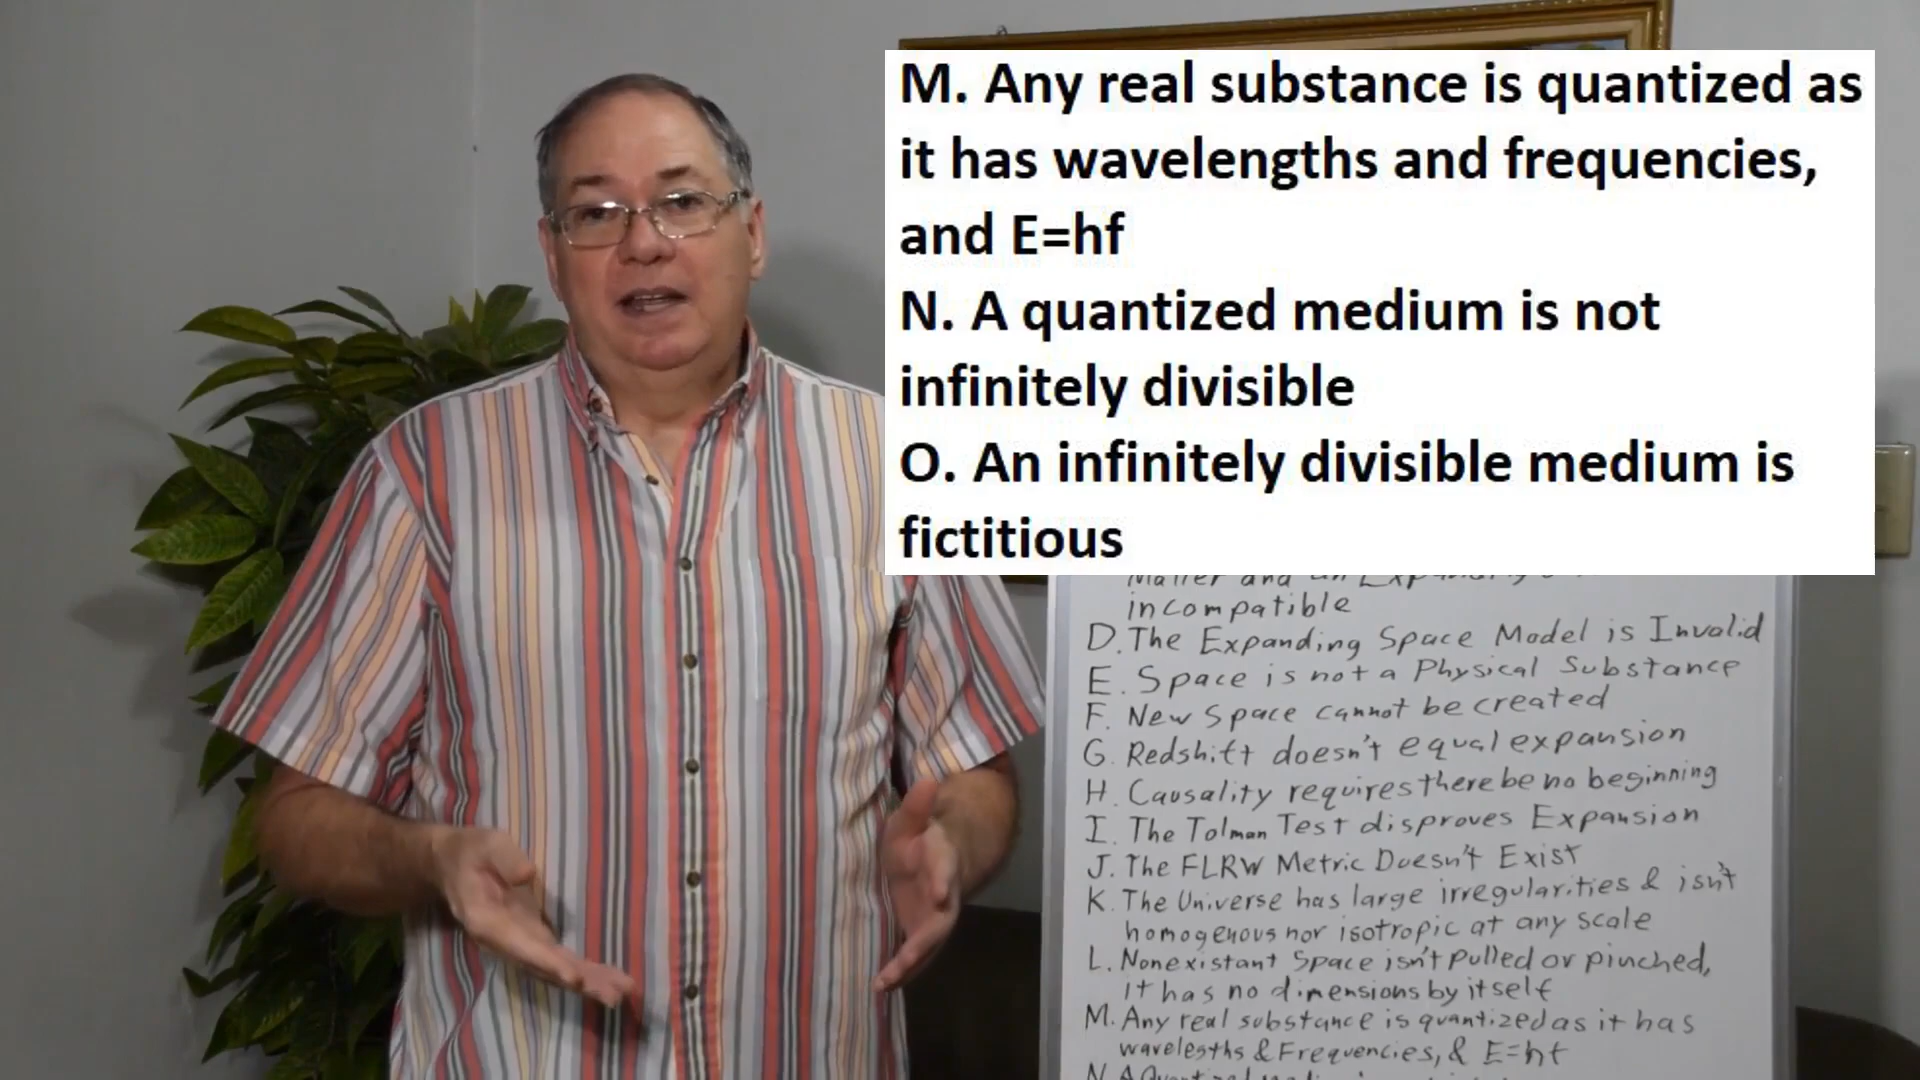 M. Any real substance is quantized as
it has wavelengths and frequencies,
and E=hf
N. A quantized medium is not
infinitely divisible
O. An infinitely divisible medium is
fictitious
Matter and an
incompatible
D. The Expanding Space Model is Invalid
E. Space is not a Physical Substance
F. New Space cannot be created
G. Redshift doesn't equal expansion
H. Causality requires there be no beginning
I. The Tolman Test disproves Expansion
J. The FLRW Metric Doesn't Exist
K. The Universe has large irregularities & isn't
homogenous nor isotropic at any scale
L. Nonexistant Space isn't pulled or pinched,
it has no dimensions by itself
M. Any real substance is quantized as it has
wavelegths & Frequencies, & E=hf
N. A